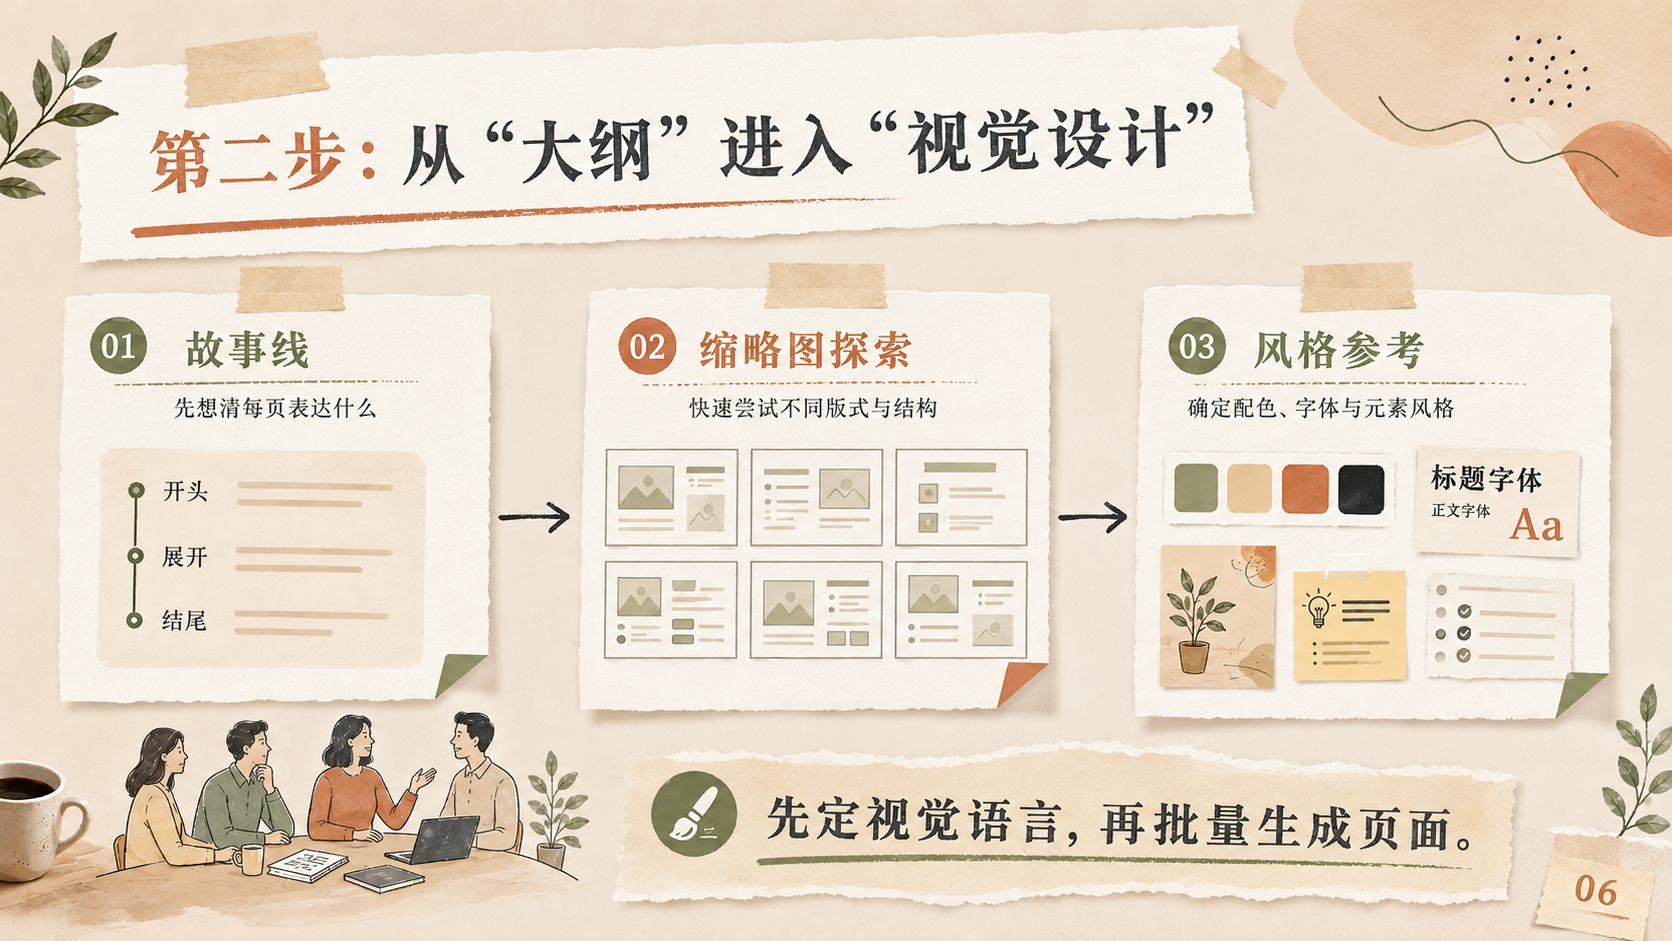 第二步：从“大纲”进入“视觉设计”
01 故事线
先想清每页表达什么
开头
展开
结尾
02 缩略图探索
快速尝试不同版式与结构
03 风格参考
确定配色、字体与元素风格
标题字体
正文字体
Aa
先定视觉语言，再批量生成页面。
06